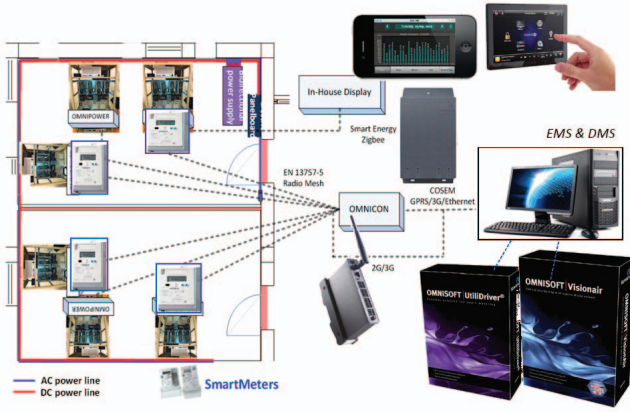 Bidirectional
power supply
Panelboard
OMNIPOWER
In-House Display
Smart Energy
Zigbee
EMS & DMS
EN 13757-5
Radio Mesh
OMNICON
COSEM
GPRS/3G/Ethernet
2G/3G
OMNIPOWER
OMNISOFT UtiliDriver®
OMNISOFT Visionair
AC power line
DC power line
SmartMeters